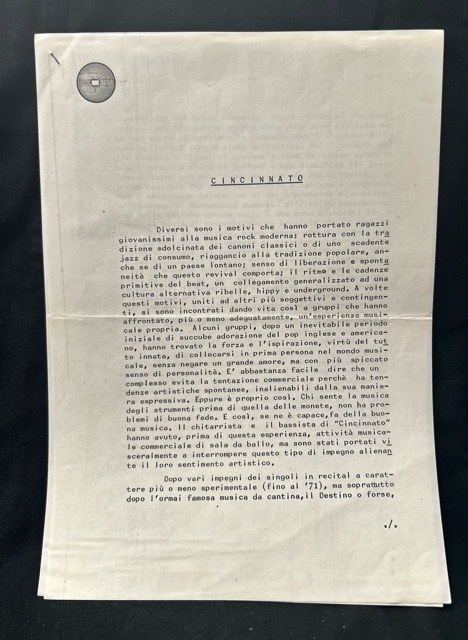 CINCINNATO
Diversi sono i motivi che hanno portato ragazzi
giovanissimi alla musica rock moderna: rottura con la tra
dizione sdolcinata dei canoni classici o di uno scadente
jazz di consumo, riaggancio alla tradizione popolare, an-
che se di un paese lontano; senso di liberazione e sponta
neità che questo revival comporta; il ritmo e le cadenze
primitive del beat, un collegamento generalizzato ad una
cultura alternativa ribelle, hippy e underground. A volte
questi motivi, uniti ad altri più soggettivi e contingen-
ti, si sono incontrati dando vita così a gruppi che hanno
affrontato, più o meno adeguatamente, un'esperienza musi-
cale propria. Alcuni gruppi, dopo un inevitabile periodo
iniziale di succube adorazione del pop inglese e america-
no, hanno trovato la forza e l'ispirazione, virtù del tut
to innata, di collocarsi in prima persona nel mondo musi-
cale, senza negare un grande amore, ma con più spiccato
senso di personalità. E' abbastanza facile dire che un
complesso evita la tentazione commerciale perchè ha ten-
denze artistiche spontanee, inalienabili dalla sua manie-
ra espressiva. Eppure è proprio così. Chi sente la musica
degli strumenti prima di quella delle monete, non ha pro-
blemi di buona fede. E così, se ne è capace,fa della buo-
na musica. Il chitarrista e il bassista di "Cincinnato"
hanno avuto, prima di questa esperienza, attività musica-
le commerciale di sala da ballo, ma sono stati portati vi
sceralmente a interrompere questo tipo di impegno alienan
te il loro sentimento artistico.
Dopo vari impegni dei singoli in recital a carat-
tere più o meno sperimentale (fino al '71), ma soprattutto
dopo l'ormai famosa musica da cantina,il Destino o forse,
./.